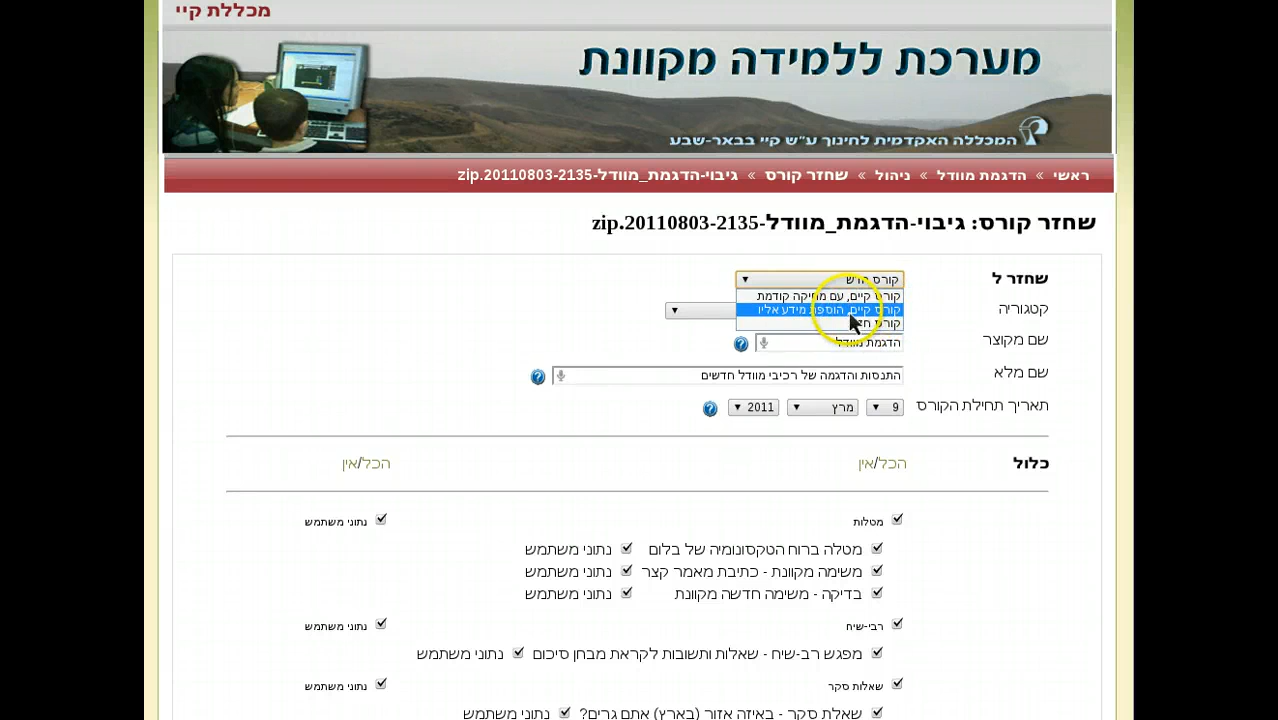 מכללת קיי
מערכת ללמידה מקוונת
המכללה האקדמית לחינוך ע״ש קיי בבאר-שבע
ראשי » הדגמת מוודל » ניהול » שחזר קורס » גיבוי-הדגמת_מוודל-20110803-2135.zip
שחזר קורס: גיבוי-הדגמת_מוודל-20110803-2135.zip
שחזר ל קורס חדש
קורס קיים, עם מחיקה קודמת
קטגוריה קורס קיים, הוספת מידע אליו
קורס חדש
שם מקוצר הדגמת מוודל
שם מלא התנסות והדגמה של רכיבי מוודל חדשים
תאריך תחילת הקורס 9 מרץ 2011
כלול הכל/אין הכל/אין
מטלות נתוני משתמש
מטלה ברוח הטקסונומיה של בלום נתוני משתמש
משימה מקוונת - כתיבת מאמר קצר נתוני משתמש
בדיקה - משימה חדשה מקוונת נתוני משתמש
רבי-שיח נתוני משתמש
מפגש רב-שיח - שאלות ותשובות לקראת מבחן סיכום נתוני משתמש
שאלות סקר נתוני משתמש
שאלת סקר - באיזה אזור (בארץ) אתם גרים? נתוני משתמש